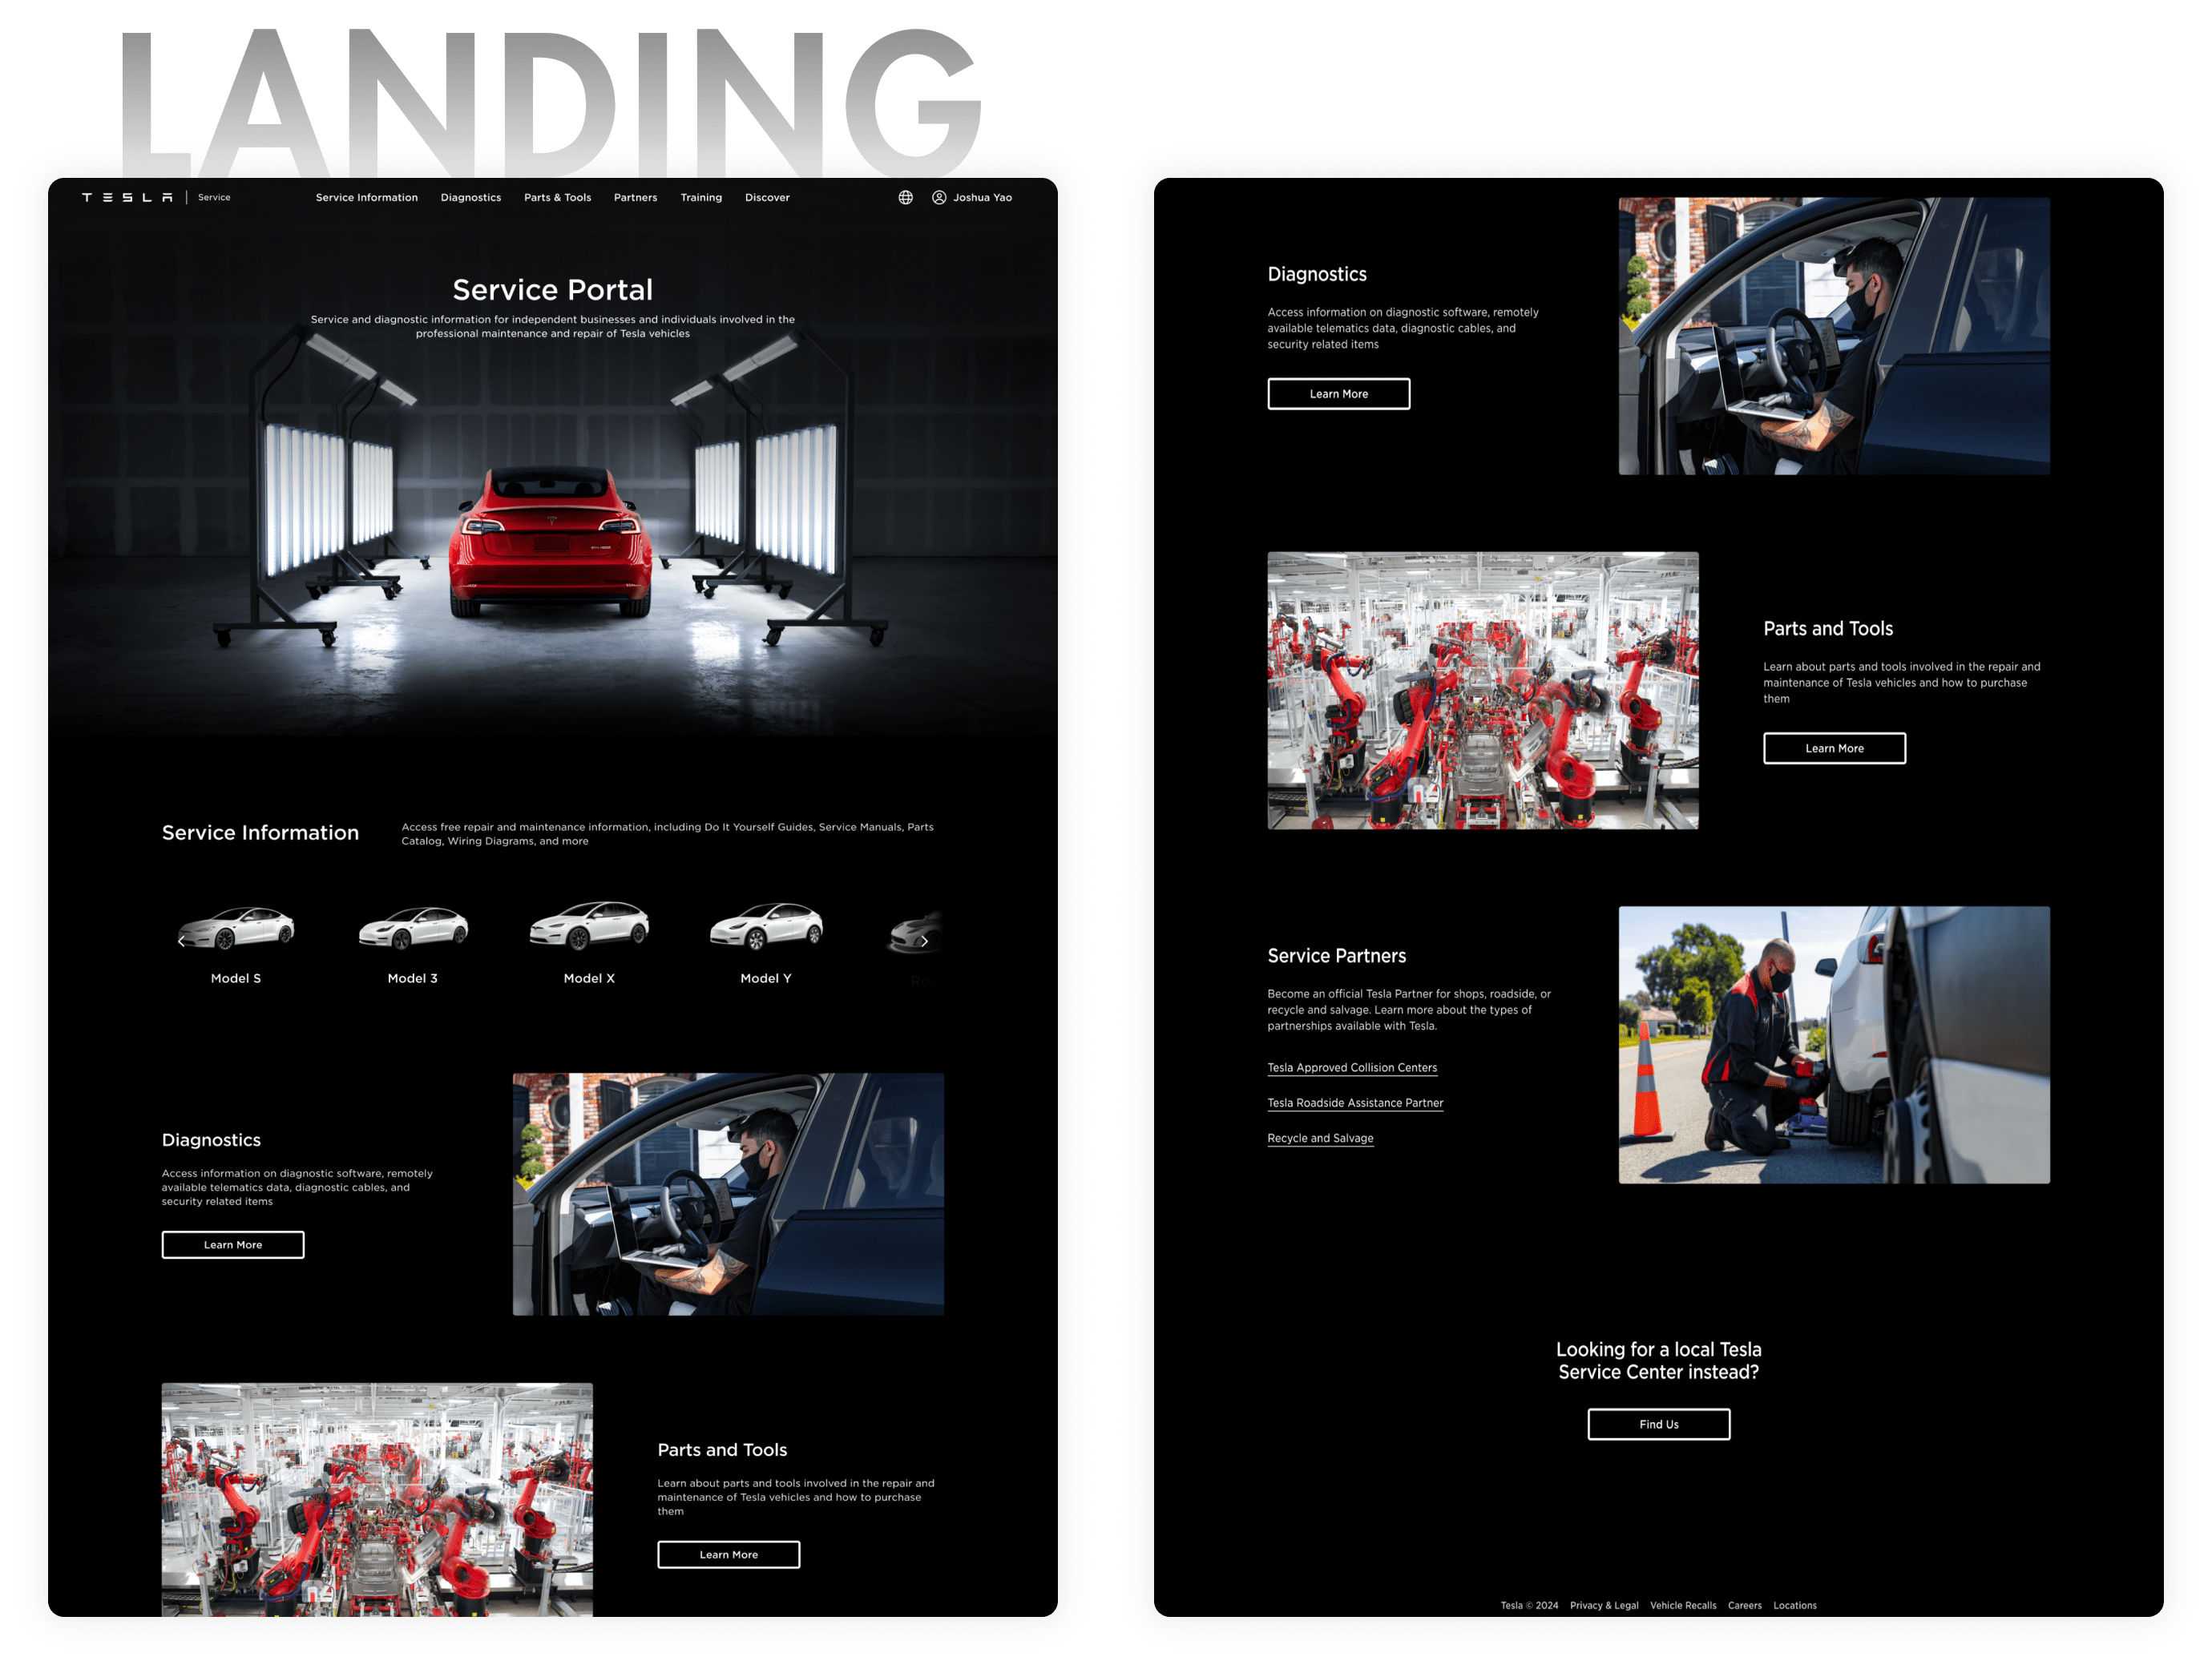 LANDING
TESLA Service
Service Information Diagnostics Parts & Tools Partners Training Discover
Joshua Yao
Service Portal
Service and diagnostic information for independent businesses and individuals involved in the
professional maintenance and repair of Tesla vehicles
Service Information
Access free repair and maintenance information, including Do It Yourself Guides, Service Manuals, Parts
Catalog, Wiring Diagrams, and more
Model S
Model 3
Model X
Model Y
Diagnostics
Access information on diagnostic software, remotely
available telematics data, diagnostic cables, and
security related items
Learn More
Parts and Tools
Learn about parts and tools involved in the repair and
maintenance of Tesla vehicles and how to purchase
them
Learn More
Diagnostics
Access information on diagnostic software, remotely
available telematics data, diagnostic cables, and
security related items
Learn More
Parts and Tools
Learn about parts and tools involved in the repair and
maintenance of Tesla vehicles and how to purchase
them
Learn More
Service Partners
Become an official Tesla Partner for shops, roadside, or
recycle and salvage. Learn more about the types of
partnerships available with Tesla.
Tesla Approved Collision Centers
Tesla Roadside Assistance Partner
Recycle and Salvage
Looking for a local Tesla
Service Center instead?
Find Us
Tesla © 2024 Privacy & Legal Vehicle Recalls Careers Locations